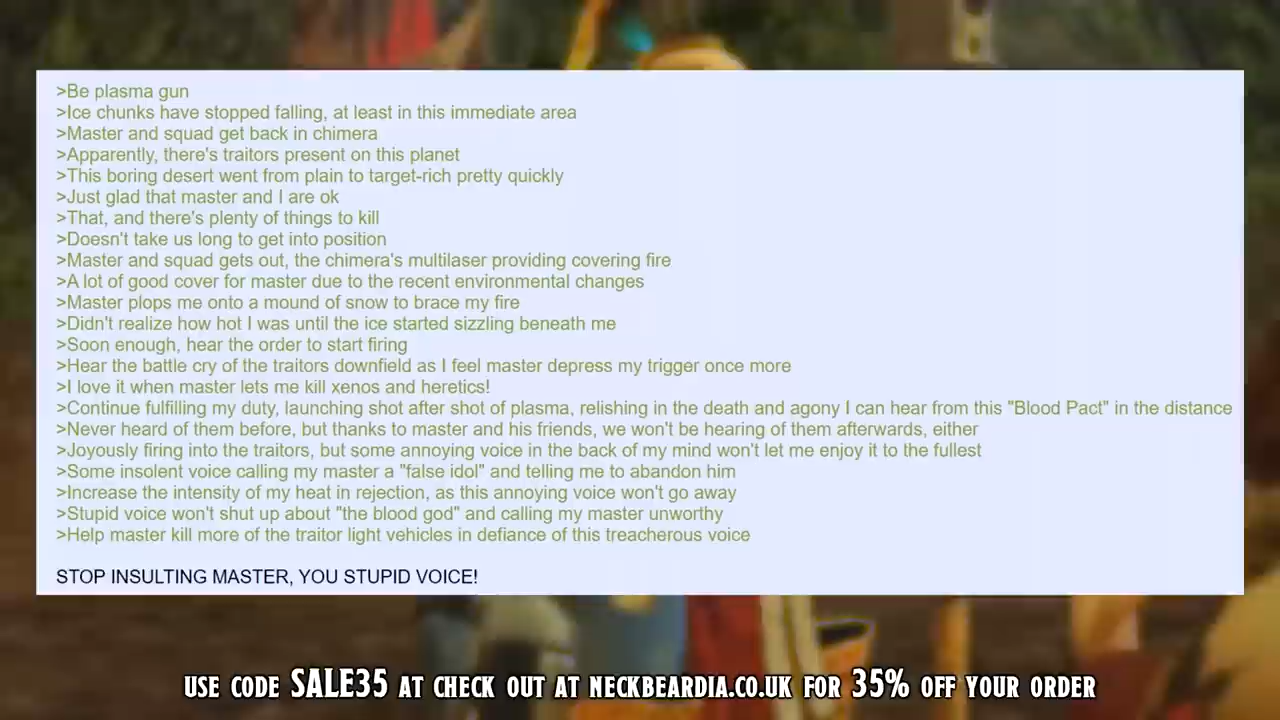 >Be plasma gun
>Ice chunks have stopped falling, at least in this immediate area
>Master and squad get back in chimera
>Apparently, there's traitors present on this planet
>This boring desert went from plain to target-rich pretty quickly
>Just glad that master and I are ok
>That, and there's plenty of things to kill
>Doesn't take us long to get into position
>Master and squad gets out, the chimera's multilaser providing covering fire
>A lot of good cover for master due to the recent environmental changes
>Master plops me onto a mound of snow to brace my fire
>Didn't realize how hot I was until the ice started sizzling beneath me
>Soon enough, hear the order to start firing
>Hear the battle cry of the traitors downfield as I feel master depress my trigger once more
>I love it when master lets me kill xenos and heretics!
>Continue fulfilling my duty, launching shot after shot of plasma, relishing in the death and agony I can hear from this "Blood Pact" in the distance
>Never heard of them before, but thanks to master and his friends, we won't be hearing of them afterwards, either
>Joyously firing into the traitors, but some annoying voice in the back of my mind won't let me enjoy it to the fullest
>Some insolent voice calling my master a "false idol" and telling me to abandon him
>Increase the intensity of my heat in rejection, as this annoying voice won't go away
>Stupid voice won't shut up about "the blood god" and calling my master unworthy
>Help master kill more of the traitor light vehicles in defiance of this treacherous voice
STOP INSULTING MASTER, YOU STUPID VOICE!
USE CODE SALE35 AT CHECK OUT AT NECKBEARDIA.CO.UK FOR 35% OFF YOUR ORDER